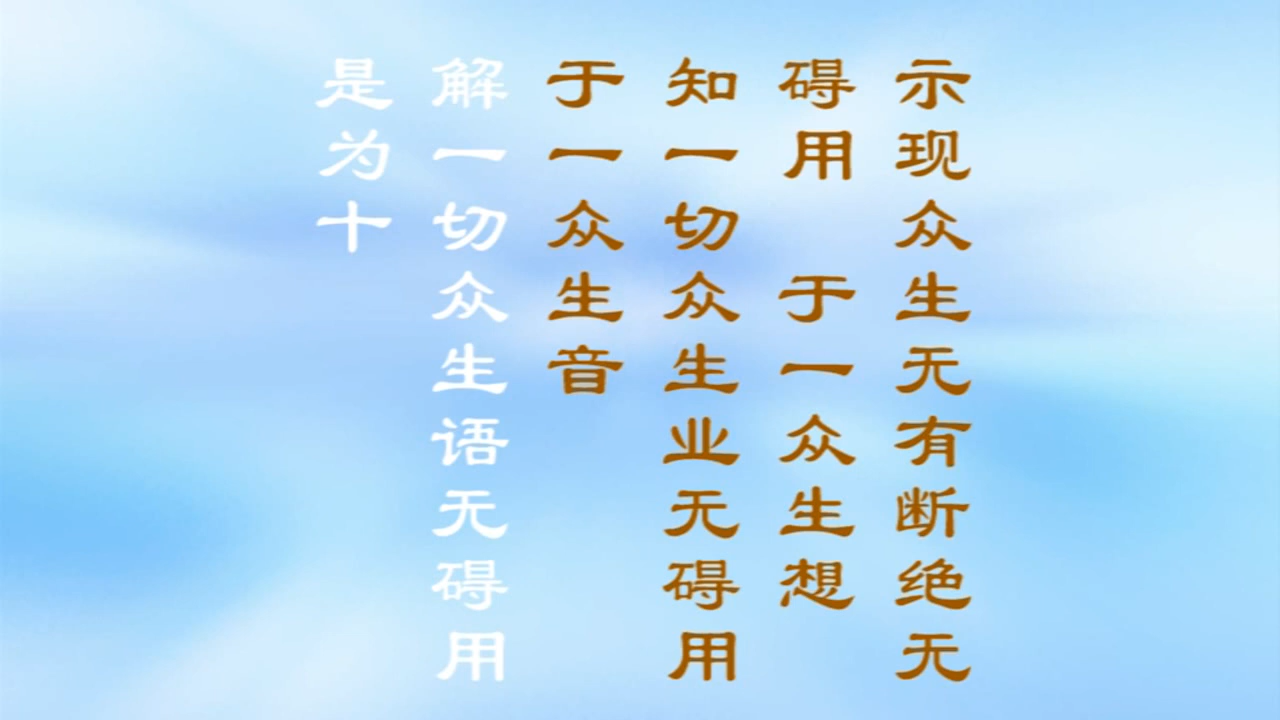 示现众生无有断绝无
碍用 于一众生想
知一切众生业无碍用
于一众生音
解一切众生语无碍用
是为十